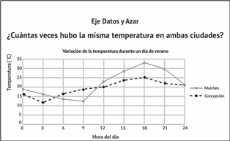 Eje Datos y Azar
¿Cuántas veces hubo la misma temperatura en ambas ciudades?
Variación de la temperatura durante un día de verano
Temperatura (°C)
35
30
25
20
15
10
5
0
0 3 6 9 12 15 18 21 24
Hora del día
Melchén
Concepción